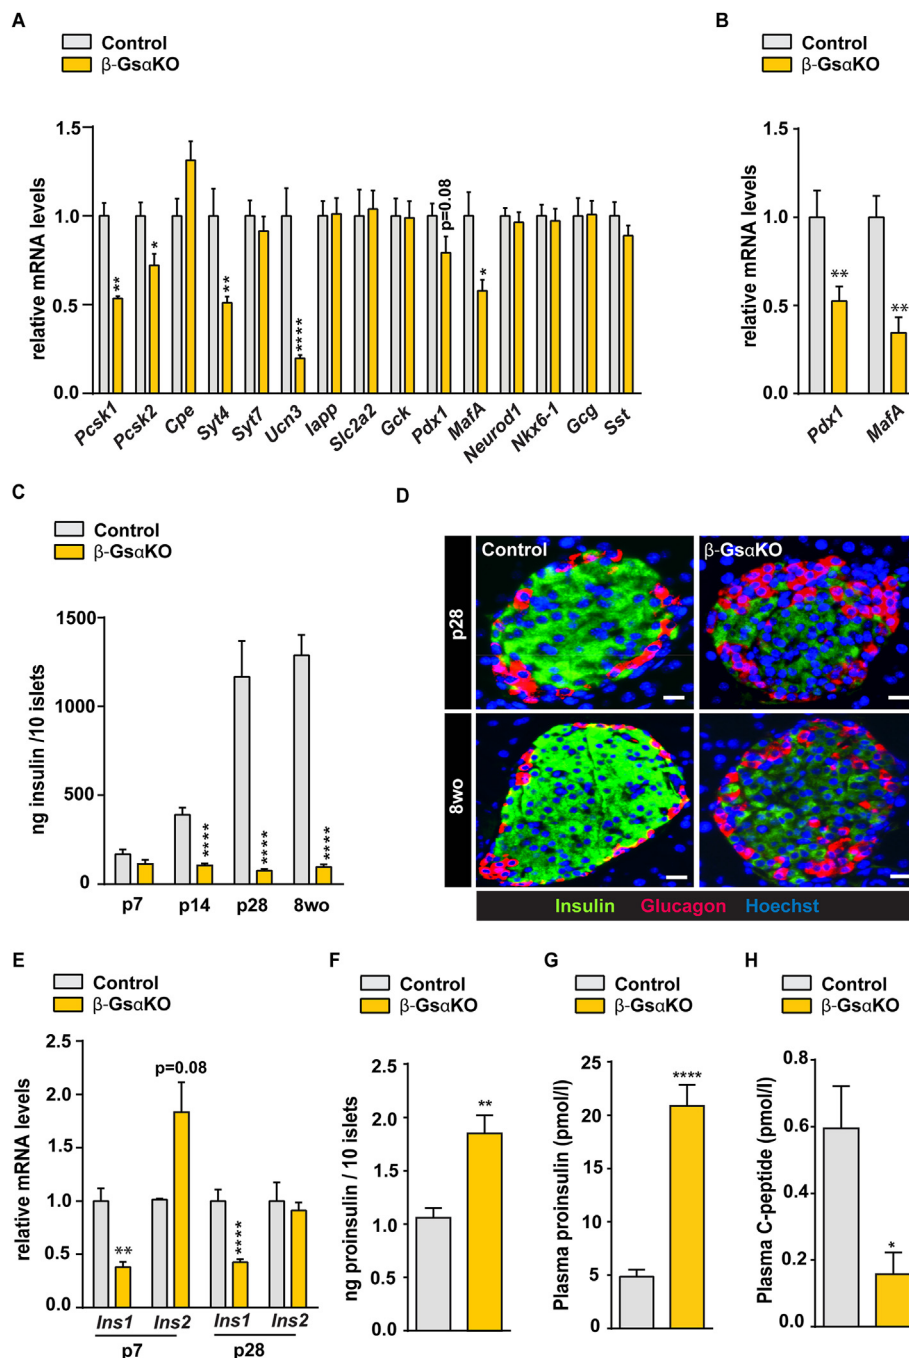 A
Control
β-GsαKO
relative mRNA levels
1.5
1.0
0.5
0.0
**
*
**
****
p=0.08
*
Pcsk1
Pcsk2
Cpe
Syt4
Syt7
Ucn3
Iapp
Slc2a2
Gck
Pdx1
MafA
Neurod1
Nkx6-1
Gcg
Sst
B
Control
β-GsαKO
relative mRNA levels
1.5
1.0
0.5
0.0
**
**
Pdx1
MafA
C
Control
β-GsαKO
ng insulin /10 islets
1500
1000
500
0
****
****
****
p7
p14
p28
8wo
D
Control
β-GsαKO
p28
8wo
Insulin Glucagon Hoechst
E
Control
β-GsαKO
relative mRNA levels
2.5
2.0
1.5
1.0
0.5
0.0
**
p=0.08
****
Ins1 Ins2 Ins1 Ins2
p7 p28
F
Control
β-GsαKO
ng proinsulin / 10 islets
2.5
2.0
1.5
1.0
0.5
0.0
**
G
Control
β-GsαKO
Plasma proinsulin (pmol/l)
25
20
15
10
5
0
****
H
Control
β-GsαKO
Plasma C-peptide (pmol/l)
0.8
0.6
0.4
0.2
0.0
*